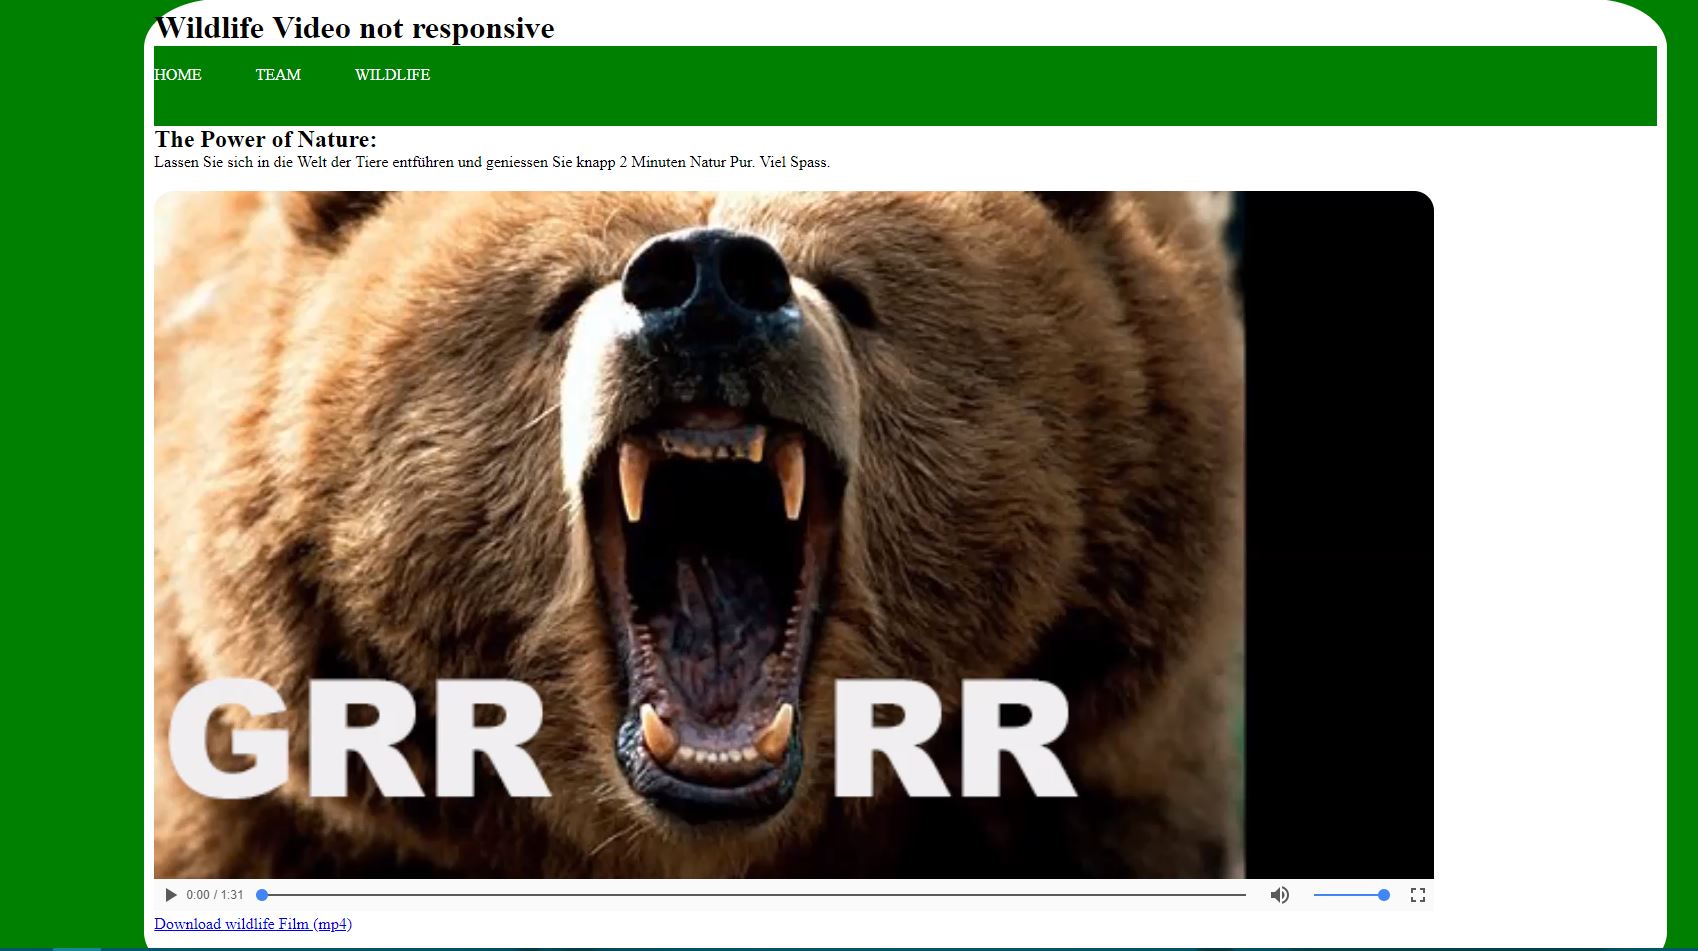 Wildlife Video not responsive
HOME TEAM WILDLIFE
The Power of Nature:
Lassen Sie sich in die Welt der Tiere entführen und geniessen Sie knapp 2 Minuten Natur Pur. Viel Spass.
GRR RR
0:00 / 1:31
Download wildlife Film (mp4)